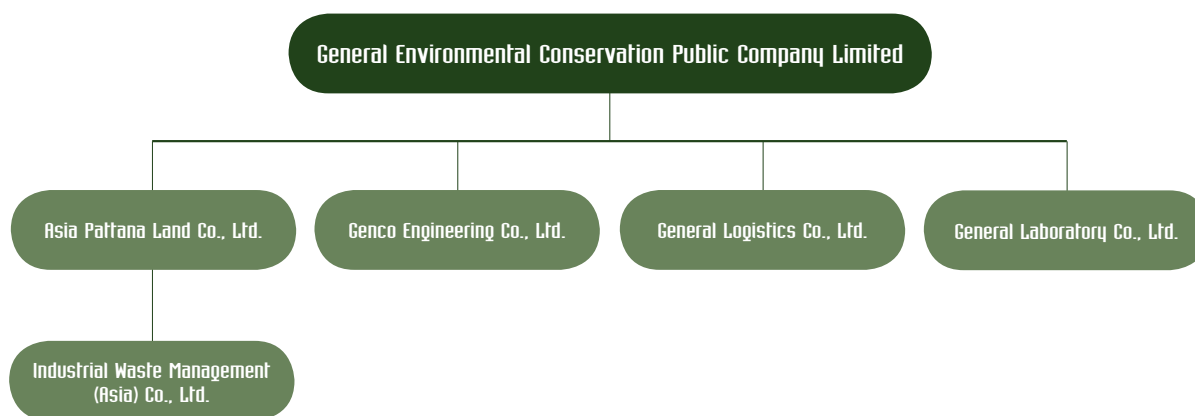 General Environmental Conservation Public Company Limited
Asia Pattana Land Co., Ltd.
Genco Engineering Co., Ltd.
General Logistics Co., Ltd.
General Laboratory Co., Ltd.
Industrial Waste Management
(Asia) Co., Ltd.